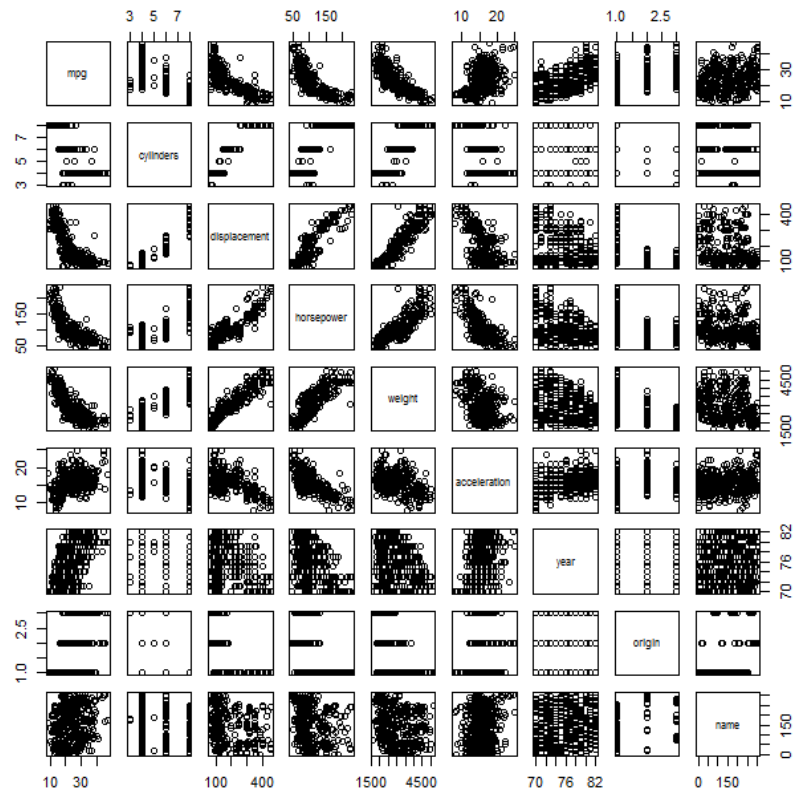 3 5 7 50 150 10 20 1.0 2.5
mpg 10 30
3 5 7 cylinders
displacement 100 400
50 150 horsepower
weight 1500 4500
10 20 acceleration
year 70 76 82
1.0 2.5 origin
name 0 150
10 30 100 400 1500 4500 70 76 82 0 150